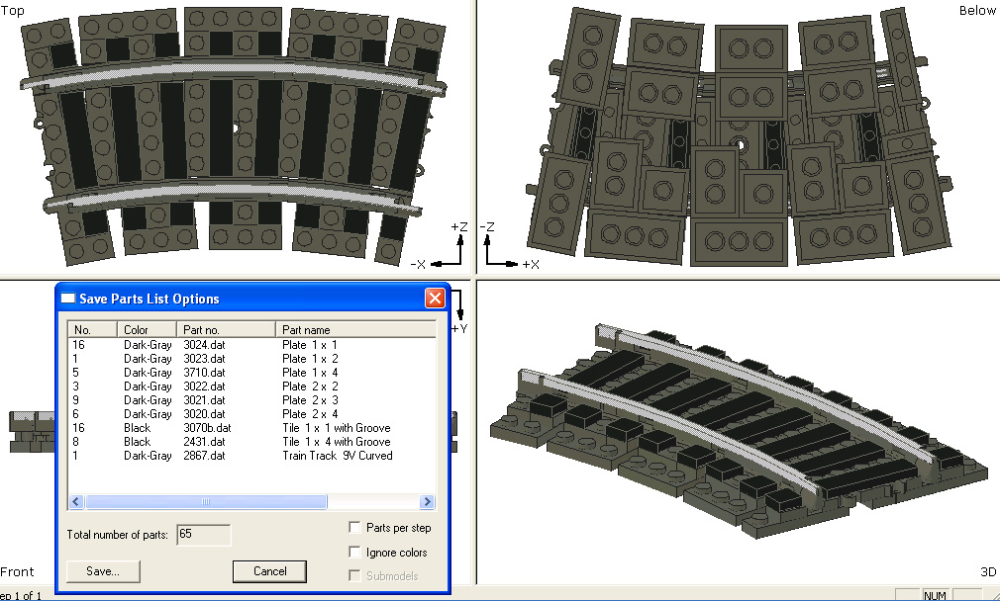 Top
Below
+Z
-X
-Z
+X
+Y
Save Parts List Options
No. Color Part no. Part name
16 Dark-Gray 3024.dat Plate 1 x 1
1 Dark-Gray 3023.dat Plate 1 x 2
5 Dark-Gray 3710.dat Plate 1 x 4
3 Dark-Gray 3022.dat Plate 2 x 2
9 Dark-Gray 3021.dat Plate 2 x 3
6 Dark-Gray 3020.dat Plate 2 x 4
16 Black 3070b.dat Tile 1 x 1 with Groove
8 Black 2431.dat Tile 1 x 4 with Groove
1 Dark-Gray 2867.dat Train Track 9V Curved
Total number of parts: 65
Parts per step
Ignore colors
Submodels
Save...
Cancel
Front
3D
ep 1 of 1
NUM